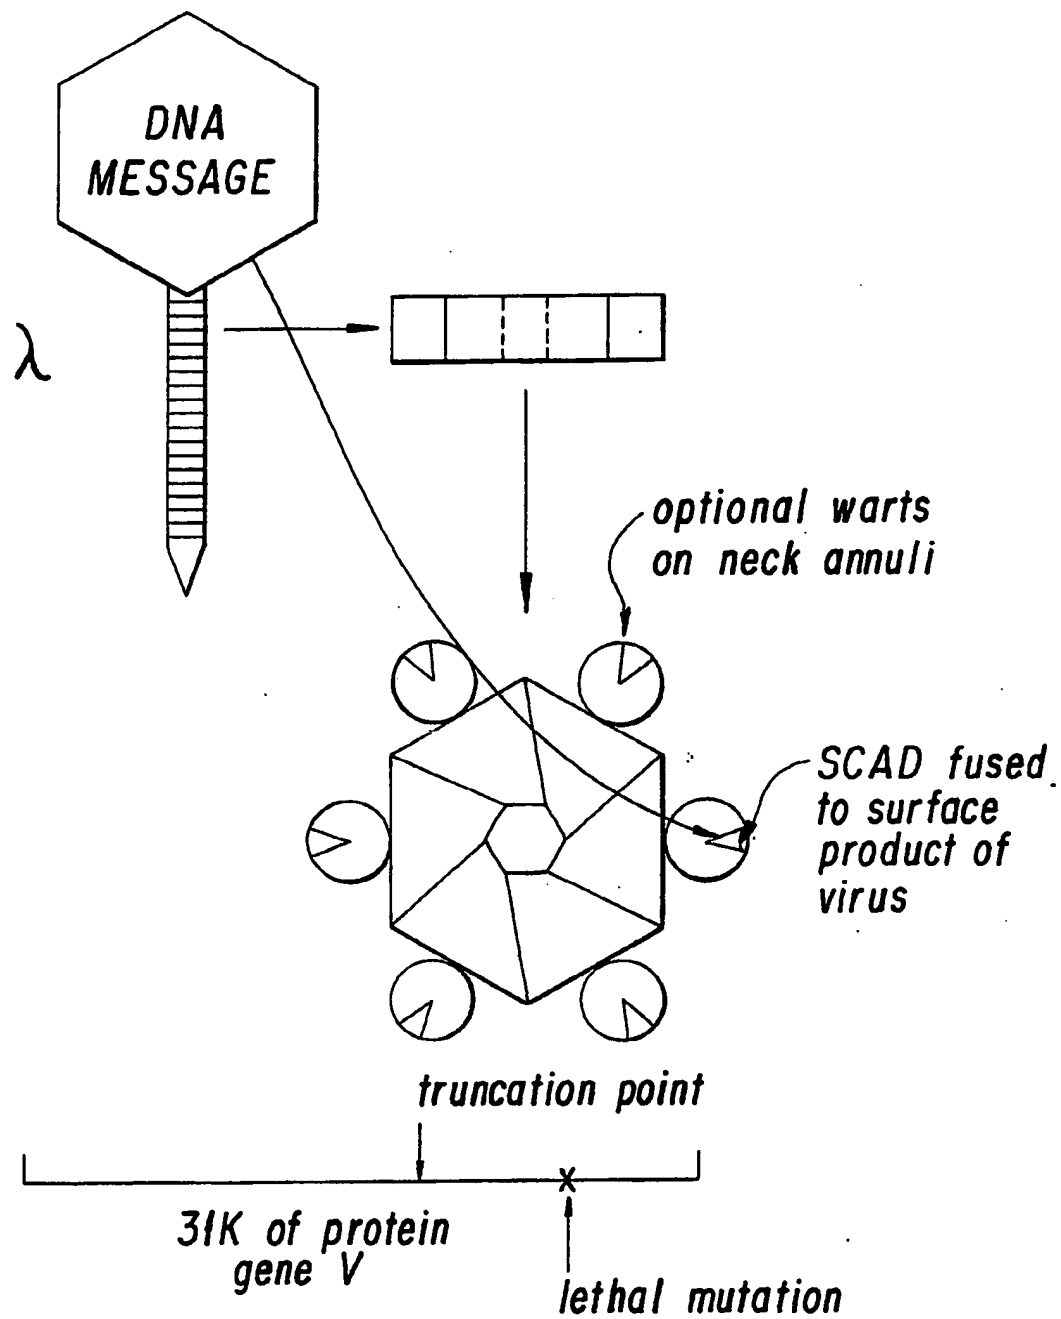 DNA
MESSAGE
λ
optional warts
on neck annuli
SCAD fused
to surface
product of
virus
truncation point
x
31K of protein
gene V
lethal mutation